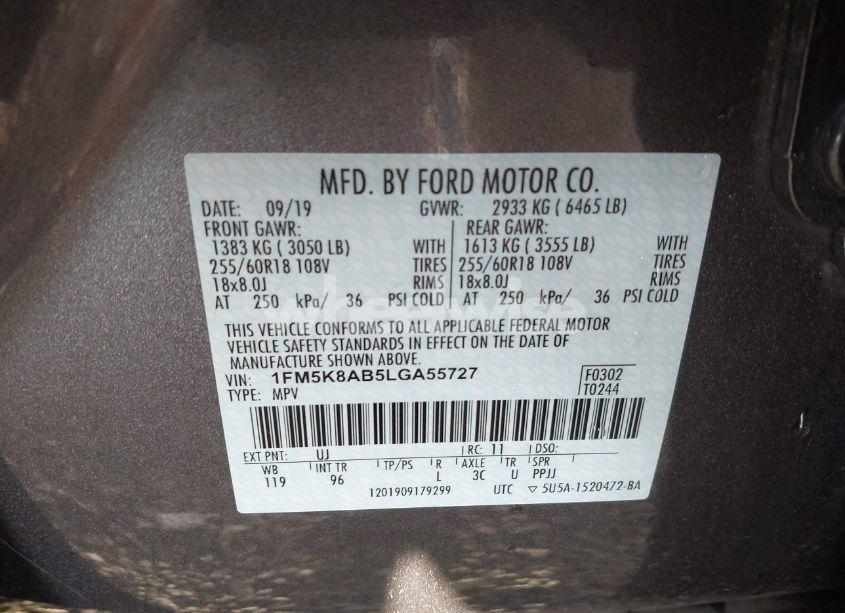 MFD. BY FORD MOTOR CO.
DATE: 09/19 GVWR: 2933 KG ( 6465 LB)
FRONT GAWR: REAR GAWR:
1383 KG ( 3050 LB) WITH 1613 KG ( 3555 LB) WITH
255/60R18 108V TIRES 255/60R18 108V TIRES
18x8.0J RIMS 18x8.0J RIMS
AT 250 kPa/ 36 PSI COLD AT 250 kPa/ 36 PSI COLD
THIS VEHICLE CONFORMS TO ALL APPLICABLE FEDERAL MOTOR
VEHICLE SAFETY STANDARDS IN EFFECT ON THE DATE OF
MANUFACTURE SHOWN ABOVE.
VIN: 1FM5K8AB5LGA55727 F0302
TYPE: MPV T0244
EXT PNT: UJ RC: 11 DSO:
WB INT TR TP/PS R AXLE TR SPR
119 96 L 3C U PPJJ
1201909179299 UTC ▽ 5U5A-1520472-BA